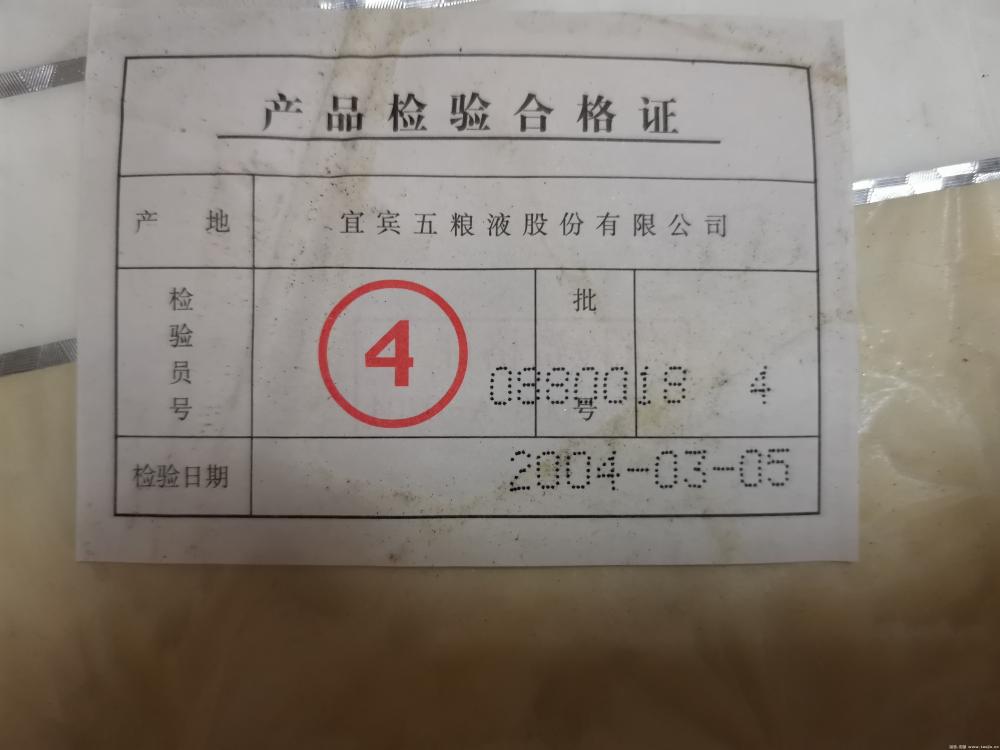 产品检验合格证
产地 宜宾五粮液股份有限公司
检验员号 4 批号 0880018 4
检验日期 2004-03-05